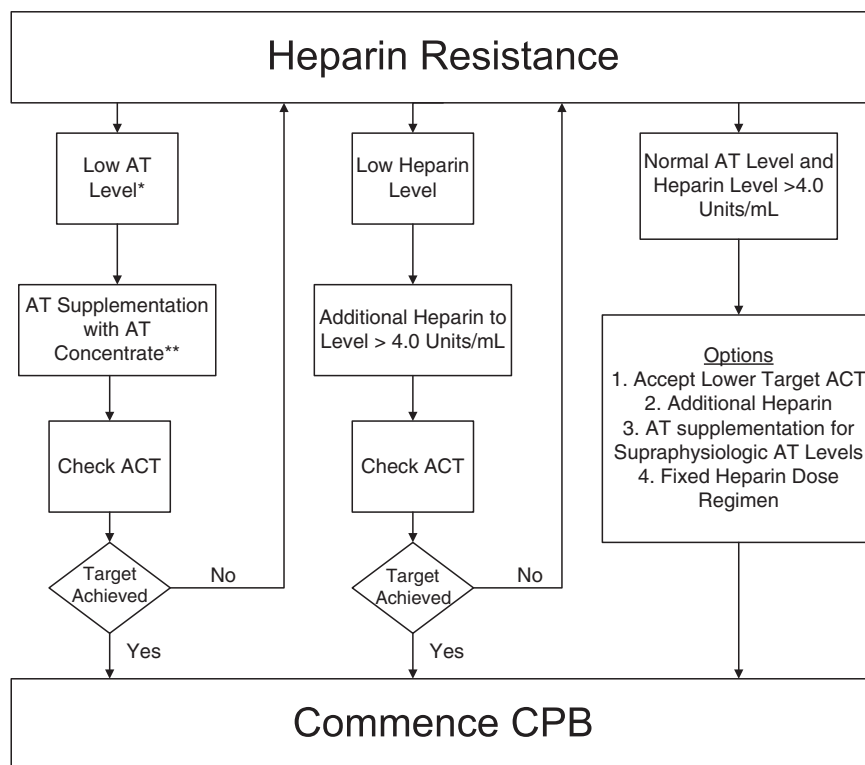 Heparin Resistance
Low AT
Level*
AT Supplementation
with AT
Concentrate**
Check ACT
Target
Achieved
No
Yes
Low Heparin
Level
Additional Heparin to
Level > 4.0 Units/mL
Check ACT
Target
Achieved
No
Yes
Normal AT Level and
Heparin Level >4.0
Units/mL
Options
1. Accept Lower Target ACT
2. Additional Heparin
3. AT supplementation for
Supraphysiologic AT Levels
4. Fixed Heparin Dose
Regimen
Commence CPB